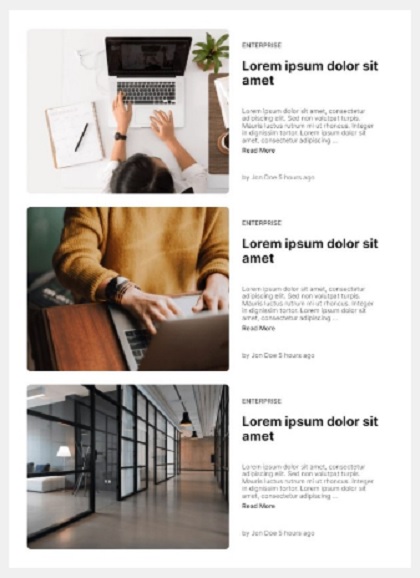 ENTERPRISE
Lorem ipsum dolor sit
amet
Lorem ipsum dolor sit amet, consectetur
adipiscing elit. Sed non volutpat turpis.
Mauris luctus rutrum mi ut rhoncus. Integer
in dignissim tortor. Lorem ipsum dolor sit
amet, consectetur adipiscing ...
Read More
by Jon Doe 5 hours ago
ENTERPRISE
Lorem ipsum dolor sit
amet
Lorem ipsum dolor sit amet, consectetur
adipiscing elit. Sed non volutpat turpis.
Mauris luctus rutrum mi ut rhoncus. Integer
in dignissim tortor. Lorem ipsum dolor sit
amet, consectetur adipiscing ...
Read More
by Jon Doe 5 hours ago
ENTERPRISE
Lorem ipsum dolor sit
amet
Lorem ipsum dolor sit amet, consectetur
adipiscing elit. Sed non volutpat turpis.
Mauris luctus rutrum mi ut rhoncus. Integer
in dignissim tortor. Lorem ipsum dolor sit
amet, consectetur adipiscing ...
Read More
by Jon Doe 5 hours ago